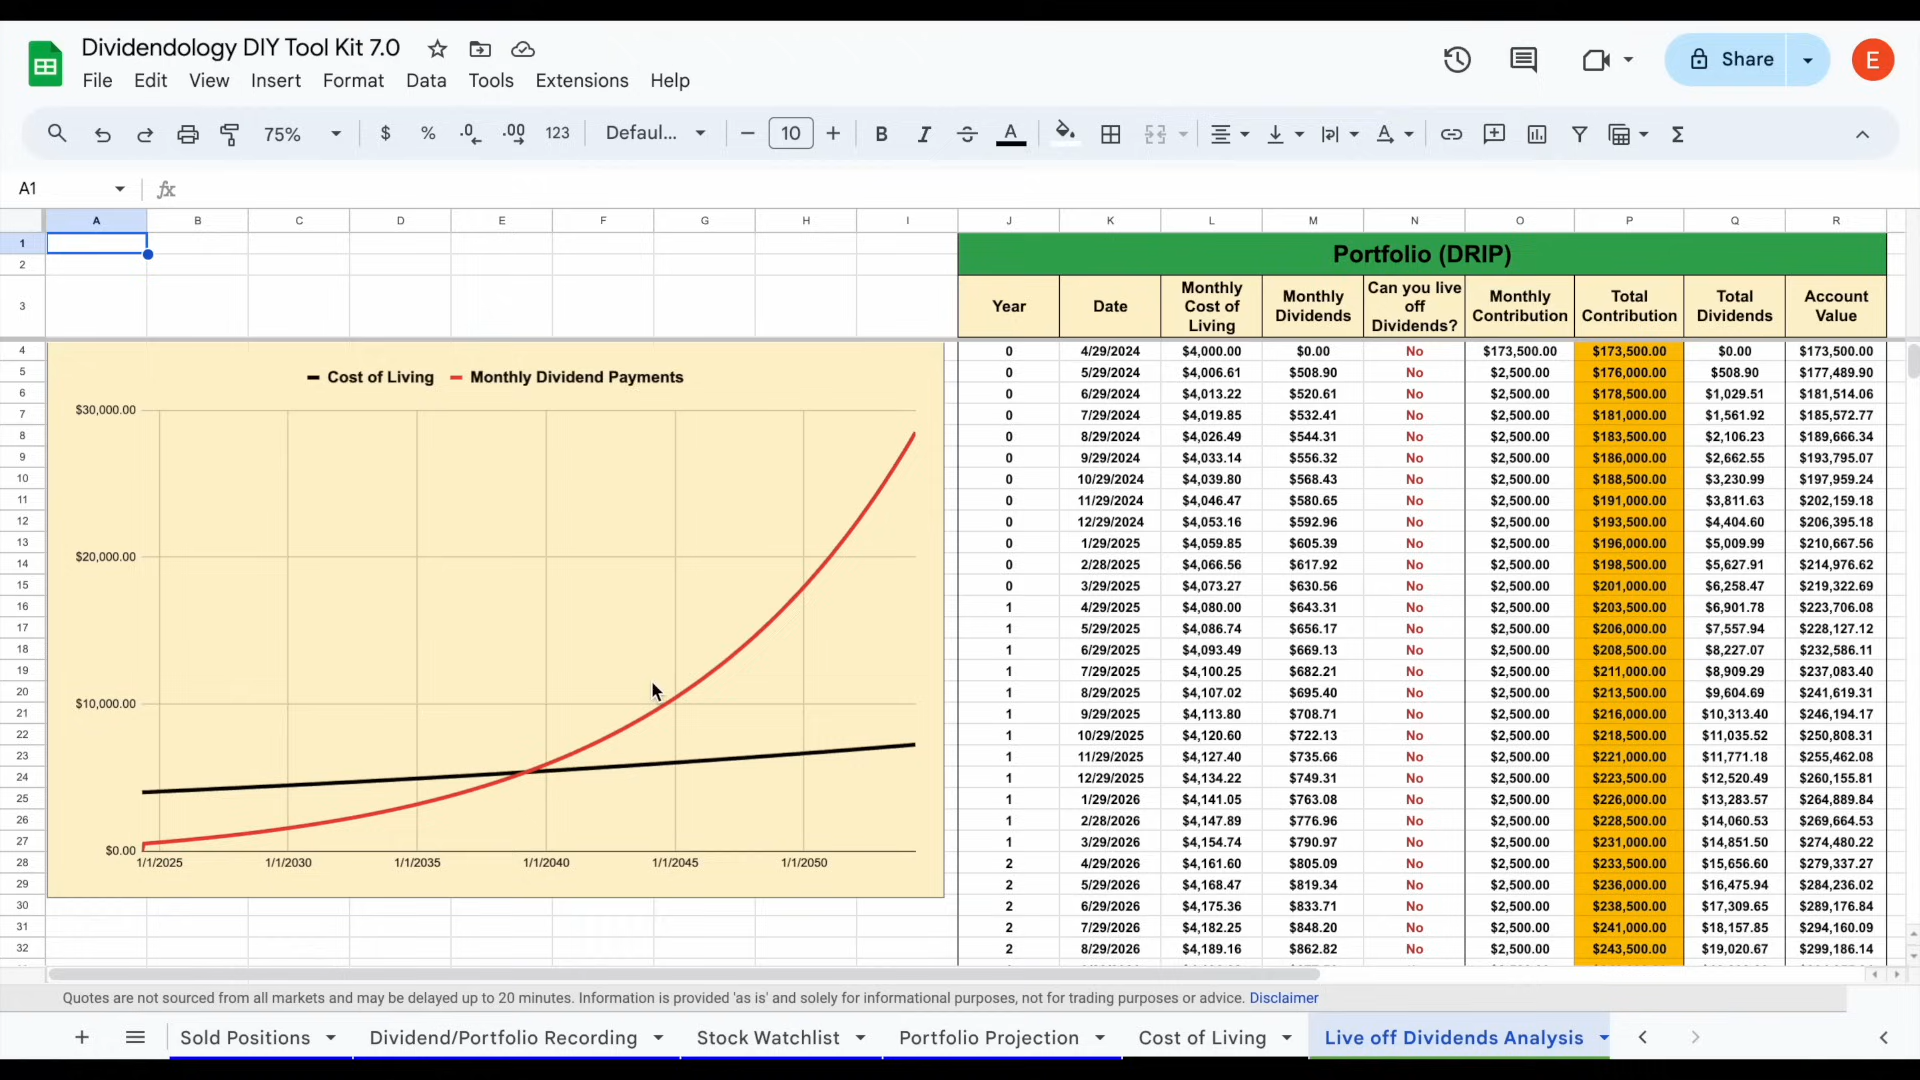 Dividendology DIY Tool Kit 7.0
File Edit View Insert Format Data Tools Extensions Help
Share
E
75% $ % .0 .00 123 Defaul... 10 B I S A
A1 fx
A B C D E F G H I J K L M N O P Q R
1
2
3
Portfolio (DRIP)
Year Date Monthly Cost of Living Monthly Dividends Can you live off Dividends? Monthly Contribution Total Contribution Total Dividends Account Value
4 0 4/29/2024 $4,000.00 $0.00 No $173,500.00 $173,500.00 $0.00 $173,500.00
5 0 5/29/2024 $4,006.61 $508.90 No $2,500.00 $176,000.00 $508.90 $177,489.90
6 0 6/29/2024 $4,013.22 $520.61 No $2,500.00 $178,500.00 $1,029.51 $181,514.06
7 0 7/29/2024 $4,019.85 $532.41 No $2,500.00 $181,000.00 $1,561.92 $185,572.77
8 0 8/29/2024 $4,026.49 $544.31 No $2,500.00 $183,500.00 $2,106.23 $189,666.34
9 0 9/29/2024 $4,033.14 $556.32 No $2,500.00 $186,000.00 $2,662.55 $193,795.07
10 0 10/29/2024 $4,039.80 $568.43 No $2,500.00 $188,500.00 $3,230.99 $197,959.24
11 0 11/29/2024 $4,046.47 $580.65 No $2,500.00 $191,000.00 $3,811.63 $202,159.18
12 0 12/29/2024 $4,053.16 $592.96 No $2,500.00 $193,500.00 $4,404.60 $206,395.18
13 0 1/29/2025 $4,059.85 $605.39 No $2,500.00 $196,000.00 $5,009.99 $210,667.56
14 0 2/28/2025 $4,066.56 $617.92 No $2,500.00 $198,500.00 $5,627.91 $214,976.62
15 0 3/29/2025 $4,073.27 $630.56 No $2,500.00 $201,000.00 $6,258.47 $219,322.69
16 1 4/29/2025 $4,080.00 $643.31 No $2,500.00 $203,500.00 $6,901.78 $223,706.08
17 1 5/29/2025 $4,086.74 $656.17 No $2,500.00 $206,000.00 $7,557.94 $228,127.12
18 1 6/29/2025 $4,093.49 $669.13 No $2,500.00 $208,500.00 $8,227.07 $232,586.11
19 1 7/29/2025 $4,100.25 $682.21 No $2,500.00 $211,000.00 $8,909.29 $237,083.40
20 1 8/29/2025 $4,107.02 $695.40 No $2,500.00 $213,500.00 $9,604.69 $241,619.31
21 1 9/29/2025 $4,113.80 $708.71 No $2,500.00 $216,000.00 $10,313.40 $246,194.17
22 1 10/29/2025 $4,120.60 $722.13 No $2,500.00 $218,500.00 $11,035.52 $250,808.31
23 1 11/29/2025 $4,127.40 $735.66 No $2,500.00 $221,000.00 $11,771.18 $255,462.08
24 1 12/29/2025 $4,134.22 $749.31 No $2,500.00 $223,500.00 $12,520.49 $260,155.81
25 1 1/29/2026 $4,141.05 $763.08 No $2,500.00 $226,000.00 $13,283.57 $264,889.84
26 1 2/28/2026 $4,147.89 $776.96 No $2,500.00 $228,500.00 $14,060.53 $269,664.53
27 1 3/29/2026 $4,154.74 $790.97 No $2,500.00 $231,000.00 $14,851.50 $274,480.22
28 2 4/29/2026 $4,161.60 $805.09 No $2,500.00 $233,500.00 $15,656.60 $279,337.27
29 2 5/29/2026 $4,168.47 $819.34 No $2,500.00 $236,000.00 $16,475.94 $284,236.02
30 2 6/29/2026 $4,175.36 $833.71 No $2,500.00 $238,500.00 $17,309.65 $289,176.84
31 2 7/29/2026 $4,182.25 $848.20 No $2,500.00 $241,000.00 $18,157.85 $294,160.09
32 2 8/29/2026 $4,189.16 $862.82 No $2,500.00 $243,500.00 $19,020.67 $299,186.14
Cost of Living Monthly Dividend Payments
$30,000.00
$20,000.00
$10,000.00
$0.00
1/1/2025 1/1/2030 1/1/2035 1/1/2040 1/1/2045 1/1/2050
Quotes are not sourced from all markets and may be delayed up to 20 minutes. Information is provided 'as is' and solely for informational purposes, not for trading purposes or advice. Disclaimer
Sold Positions Dividend/Portfolio Recording Stock Watchlist Portfolio Projection Cost of Living Live off Dividends Analysis